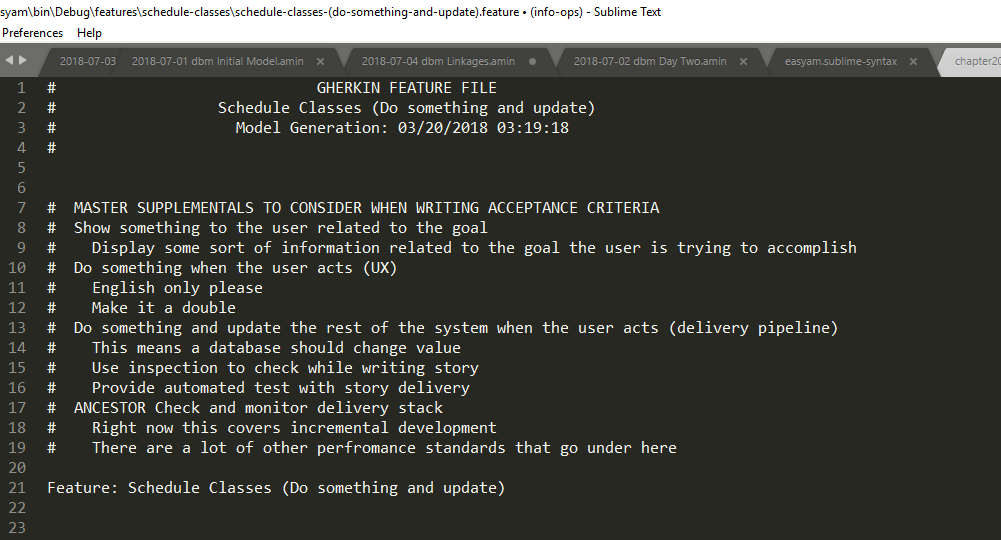 syam\bin\Debug\features\schedule-classes\schedule-classes-(do-something-and-update).feature • (info-ops) - Sublime Text
Preferences Help
2018-07-03 2018-07-01 dbm Initial Model.amin × 2018-07-04 dbm Linkages.amin 2018-07-02 dbm Day Two.amin × easyam.sublime-syntax × chapter20
1 # GHERKIN FEATURE FILE
2 # Schedule Classes (Do something and update)
3 # Model Generation: 03/20/2018 03:19:18
4 #
5
6
7 # MASTER SUPPLEMENTALS TO CONSIDER WHEN WRITING ACCEPTANCE CRITERIA
8 # Show something to the user related to the goal
9 # Display some sort of information related to the goal the user is trying to accomplish
10 # Do something when the user acts (UX)
11 # English only please
12 # Make it a double
13 # Do something and update the rest of the system when the user acts (delivery pipeline)
14 # This means a database should change value
15 # Use inspection to check while writing story
16 # Provide automated test with story delivery
17 # ANCESTOR Check and monitor delivery stack
18 # Right now this covers incremental development
19 # There are a lot of other perfromance standards that go under here
20
21 Feature: Schedule Classes (Do something and update)
22
23